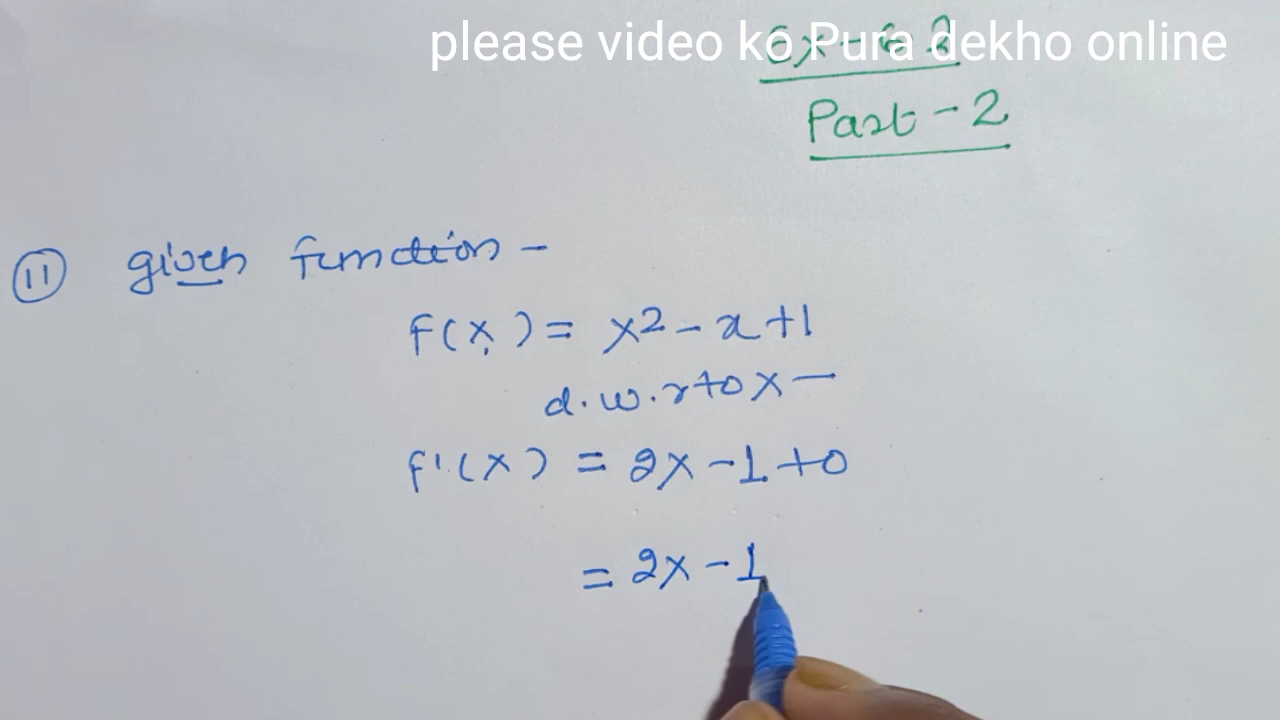 please video ko Pura dekho online
Part - 2
11 given function -
f(x) = x2 - x + 1
d.w.r to x -
f'(x) = 2x - 1 + 0
= 2x - 1